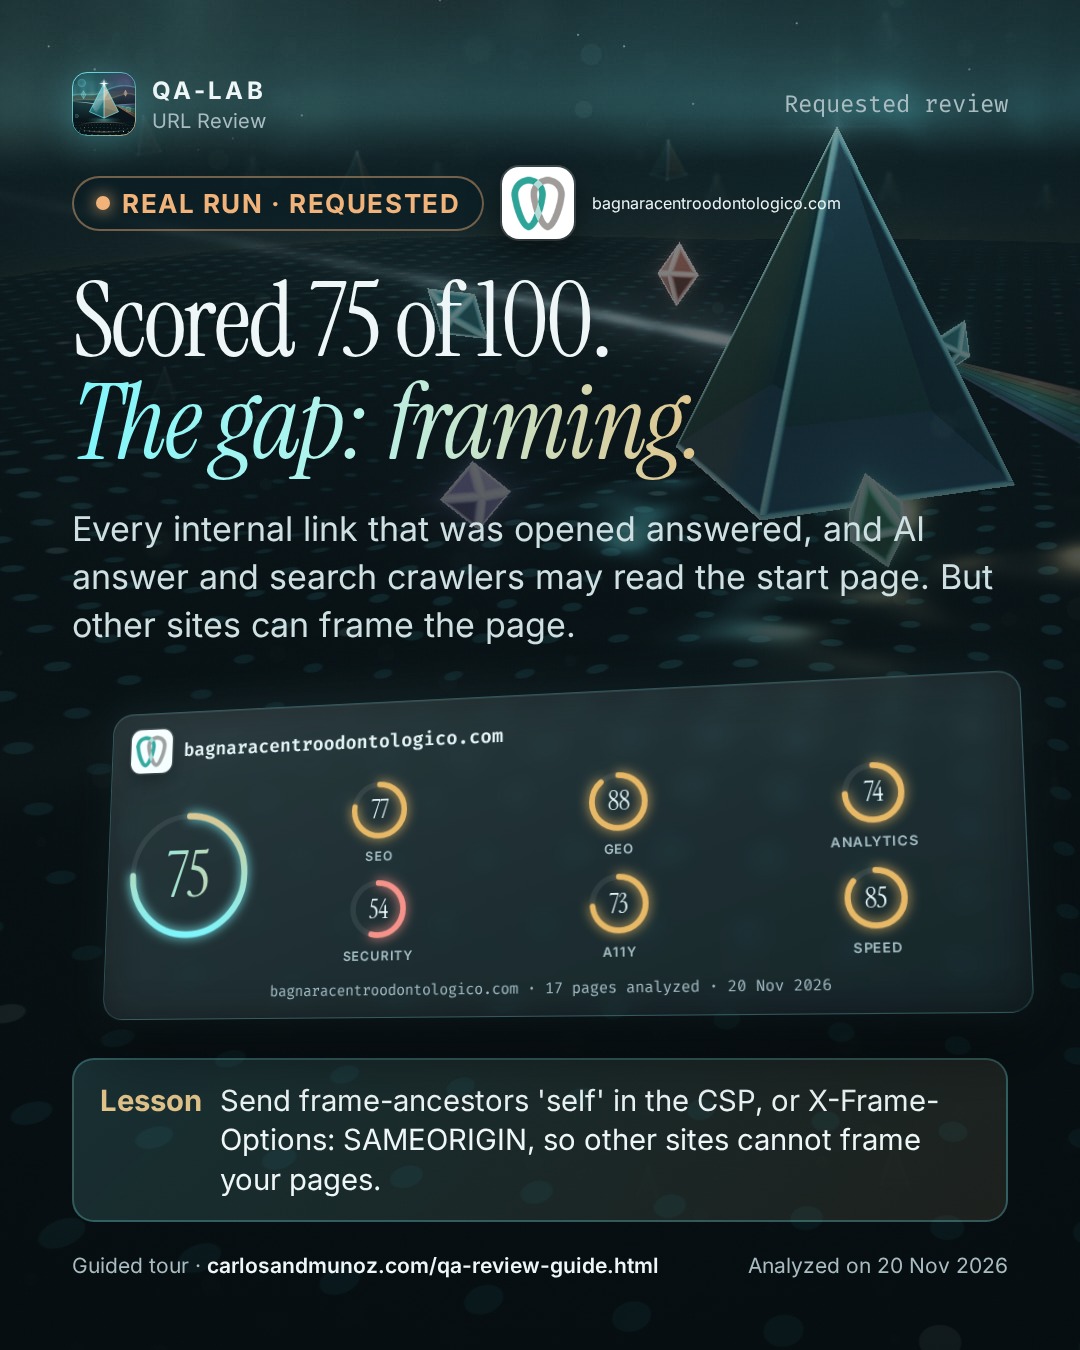 QA-LAB
URL Review
Requested review
REAL RUN · REQUESTED
bagnaracentroodontologico.com
Scored 75 of 100.
The gap: framing.
Every internal link that was opened answered, and AI
answer and search crawlers may read the start page. But
other sites can frame the page.
bagnaracentroodontologico.com
75
77
SEO
88
GEO
74
ANALYTICS
54
SECURITY
73
A11Y
85
SPEED
bagnaracentroodontologico.com · 17 pages analyzed · 20 Nov 2026
Lesson
Send frame-ancestors 'self' in the CSP, or X-Frame-
Options: SAMEORIGIN, so other sites cannot frame
your pages.
Guided tour · carlosandmunoz.com/qa-review-guide.html
Analyzed on 20 Nov 2026